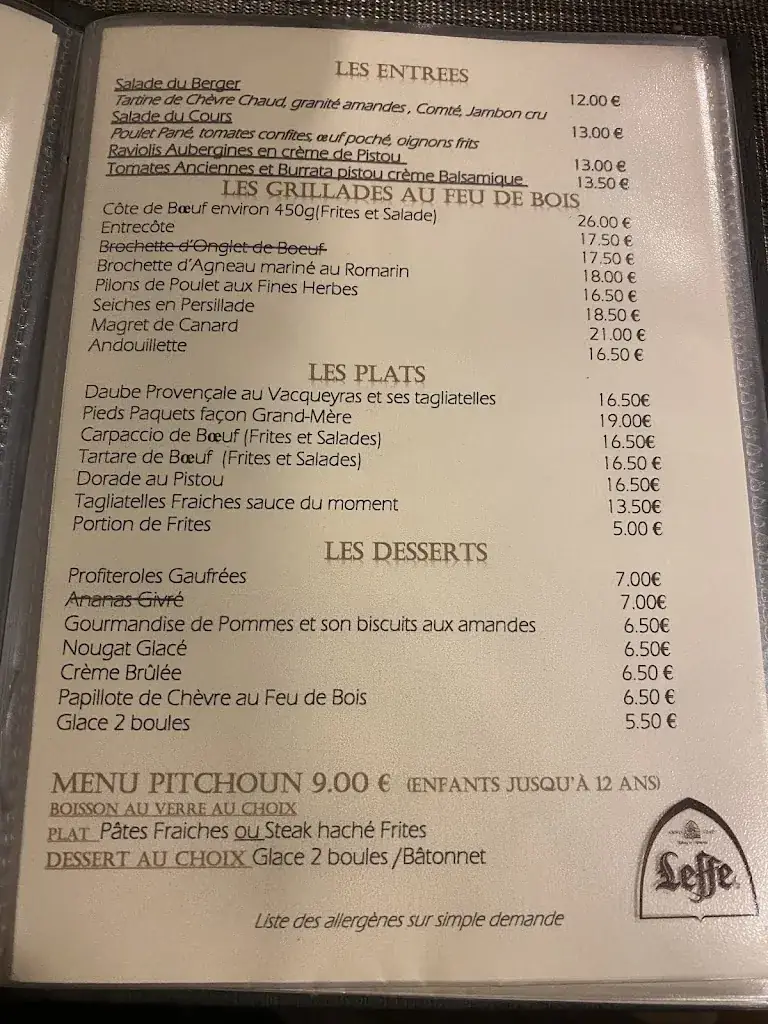 LES ENTREES
Salade du Berger
Tartine de Chèvre Chaud, granité amandes, Comté, Jambon cru 12.00 €
Salade du Cours
Poulet Pané, tomates confites, œuf poché, oignons frits 13.00 €
Raviolis Aubergines en crème de Pistou 13.00 €
Tomates Anciennes et Burrata pistou crème Balsamique 13.50 €
LES GRILLADES AU FEU DE BOIS
Côte de Bœuf environ 450g(Frites et Salade) 26.00 €
Entrecôte 17.50 €
Brochette d'Onglet de Boeuf 17.50 €
Brochette d'Agneau mariné au Romarin 18.00 €
Pilons de Poulet aux Fines Herbes 16.50 €
Seiches en Persillade 18.50 €
Magret de Canard 21.00 €
Andouillette 16.50 €
LES PLATS
Daube Provençale au Vacqueyras et ses tagliatelles 16.50€
Pieds Paquets façon Grand-Mère 19.00€
Carpaccio de Bœuf (Frites et Salades) 16.50€
Tartare de Bœuf (Frites et Salades) 16.50 €
Dorade au Pistou 16.50€
Tagliatelles Fraiches sauce du moment 13.50€
Portion de Frites 5.00 €
LES DESSERTS
Profiteroles Gaufrées 7.00€
Ananas Givré 7.00€
Gourmandise de Pommes et son biscuits aux amandes 6.50€
Nougat Glacé 6.50€
Crème Brûlée 6.50 €
Papillote de Chèvre au Feu de Bois 6.50 €
Glace 2 boules 5.50 €
MENU PITCHOUN 9.00 € (ENFANTS JUSQU'À 12 ANS)
BOISSON AU VERRE AU CHOIX
PLAT Pâtes Fraiches ou Steak haché Frites
DESSERT AU CHOIX Glace 2 boules /Bâtonnet
Leffe
Liste des allergènes sur simple demande